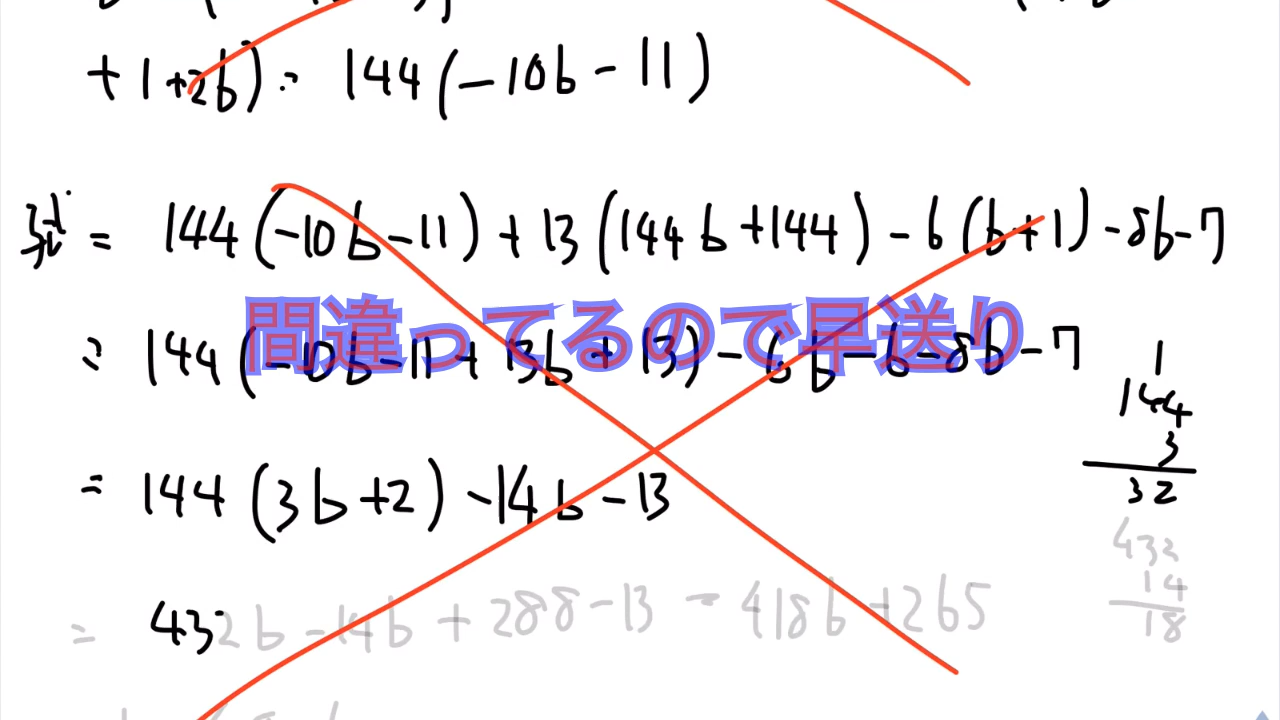 +1+2b) = 144(-10b-11)
与式 = 144(-10b-11)+13(144b+144)-6(b+1)-8b-7
間違ってるので早送り
= 144(-10b-11+13b+13)-6b-6-8b-7
1
144
3
32
= 144(3b+2)-14b-13
432
14
18
= 432b-14b+288-13 = 418b+265